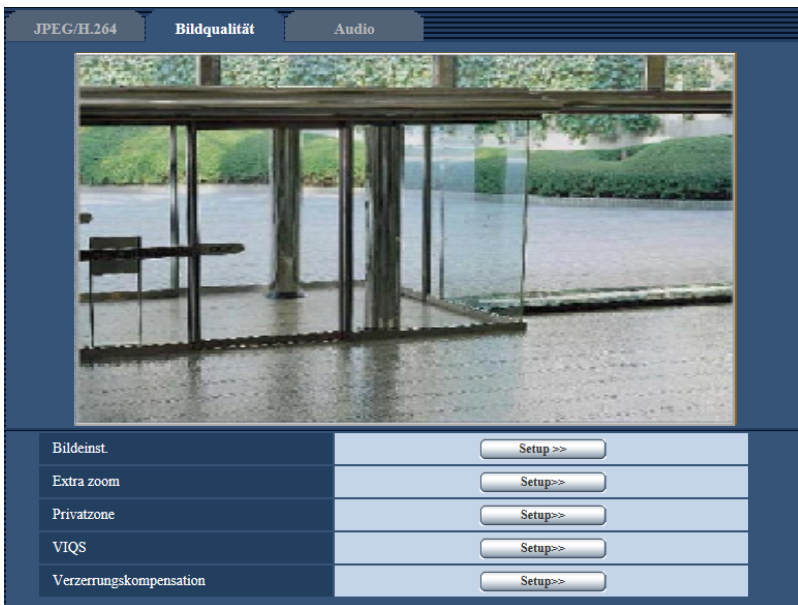 JPEG/H.264 Bildqualität Audio
Bildeinst. Setup >>
Extra zoom Setup>>
Privatzone Setup>>
VIQS Setup>>
Verzerrungskompensation Setup>>